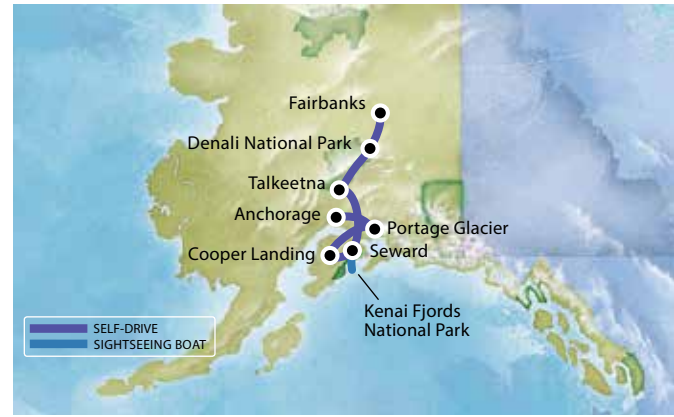 Fairbanks
Denali National Park
Talkeetna
Anchorage
Portage Glacier
Cooper Landing
Seward
Kenai Fjords
National Park
SELF-DRIVE
SIGHTSEEING BOAT